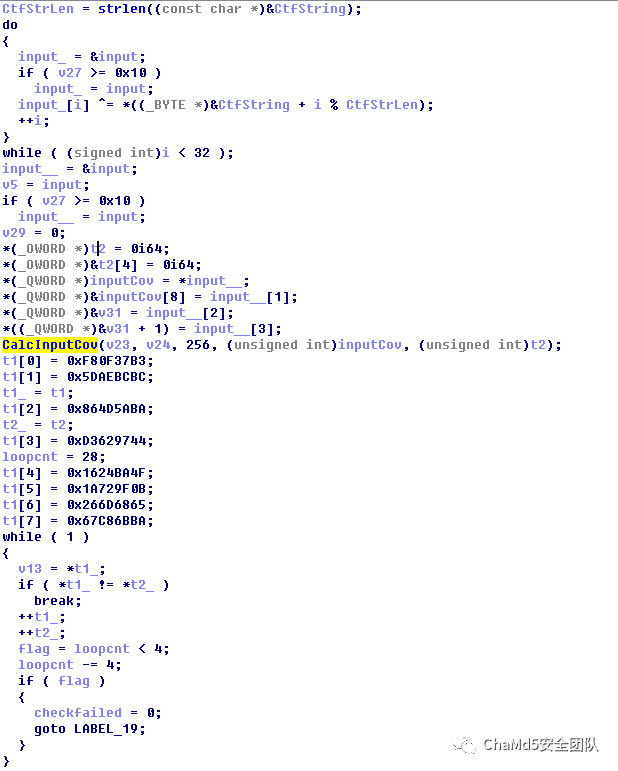 CtfStrLen = strlen((const char *)&CtfString);
do
{
  input_ = &input;
  if ( v27 >= 0x10 )
    input_ = input;
  input_[i] ^= *((_BYTE *)&CtfString + i % CtfStrLen);
  ++i;
}
while ( (signed int)i < 32 );
input__ = &input;
v5 = input;
if ( v27 >= 0x10 )
  input__ = input;
v29 = 0;
*(_OWORD *)t2 = 0i64;
*(_OWORD *)&t2[4] = 0i64;
*(_QWORD *)inputCov = *input__;
*(_QWORD *)&inputCov[8] = input__[1];
*(_QWORD *)&v31 = input__[2];
*((_QWORD *)&v31 + 1) = input__[3];
CalcInputCov(v23, v24, 256, (unsigned int)inputCov, (unsigned int)t2);
t1[0] = 0xF80F37B3;
t1[1] = 0x5DAEBCBC;
t1_ = t1;
t1[2] = 0x864D5ABA;
t2_ = t2;
t1[3] = 0xD3629744;
loopcnt = 28;
t1[4] = 0x1624BA4F;
t1[5] = 0x1A729F0B;
t1[6] = 0x266D6865;
t1[7] = 0x67C86BBA;
while ( 1 )
{
  v13 = *t1_;
  if ( *t1_ != *t2_ )
    break;
  ++t1_;
  ++t2_;
  flag = loopcnt < 4;
  loopcnt -= 4;
  if ( flag )
  {
    checkfailed = 0;
    goto LABEL_19;
  }
}
ChaMd5安全团队